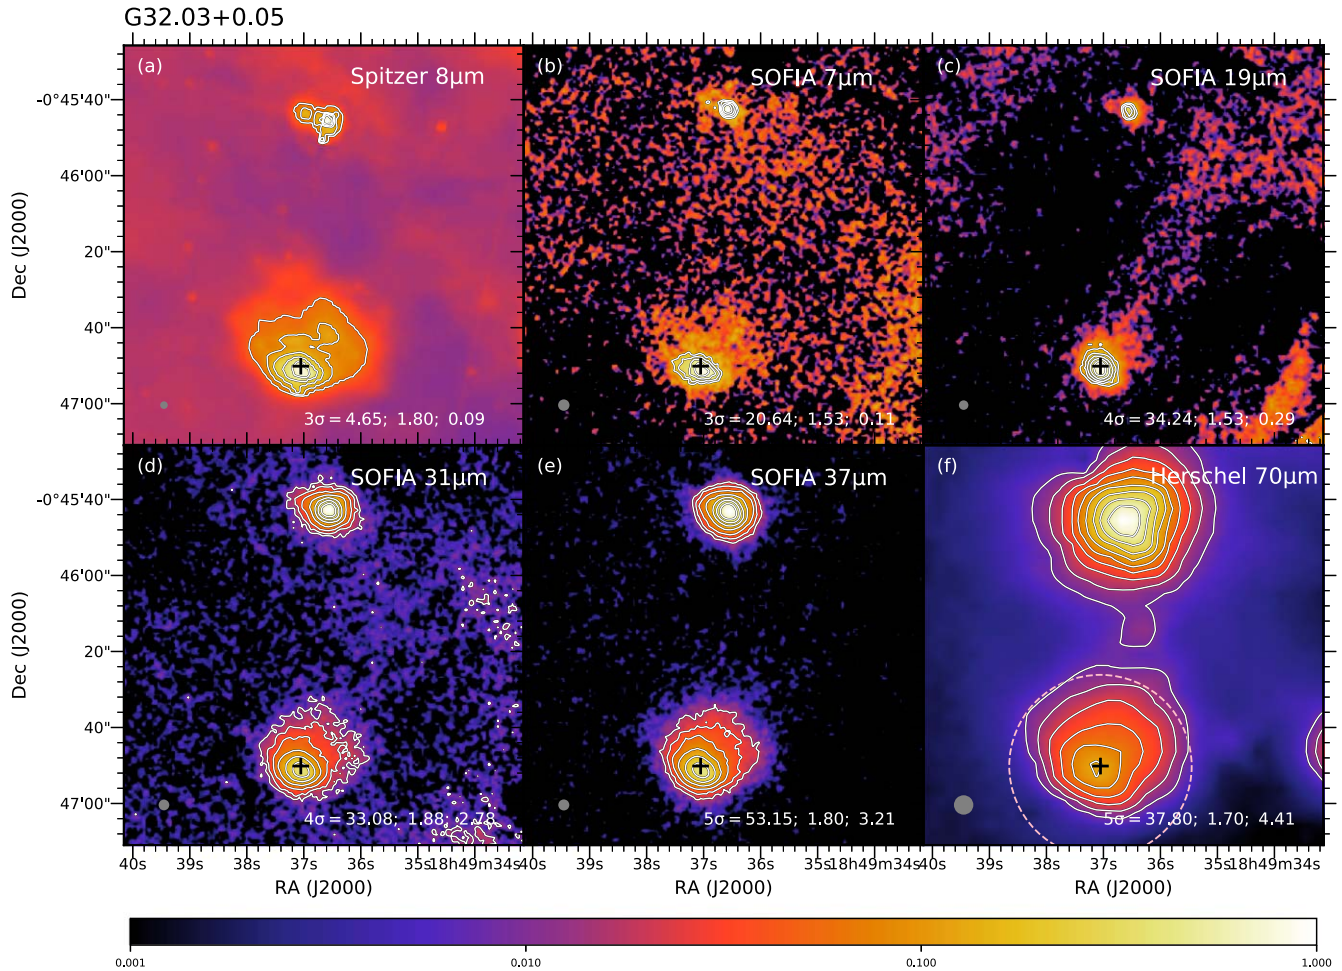 G32.03+0.05
(a)
Spitzer 8μm
(b)
SOFIA 7μm
(c)
SOFIA 19μm
-0°45'40"
46'00"
20"
40"
47'00"
Dec (J2000)
3σ=4.65; 1.80; 0.09
3σ=20.64; 1.53; 0.11
4σ=34.24; 1.53; 0.29
(d)
SOFIA 31μm
(e)
SOFIA 37μm
(f)
Herschel 70μm
-0°45'40"
46'00"
20"
40"
47'00"
Dec (J2000)
4σ=33.08; 1.88; 2.78
5σ=53.15; 1.80; 3.21
5σ=37.80; 1.70; 4.41
40s 39s 38s 37s 36s 35s 18h49m34s 40s 39s 38s 37s 36s 35s 18h49m34s 40s 39s 38s 37s 36s 35s 18h49m34s
RA (J2000) RA (J2000) RA (J2000)
0.001 0.010 0.100 1.000